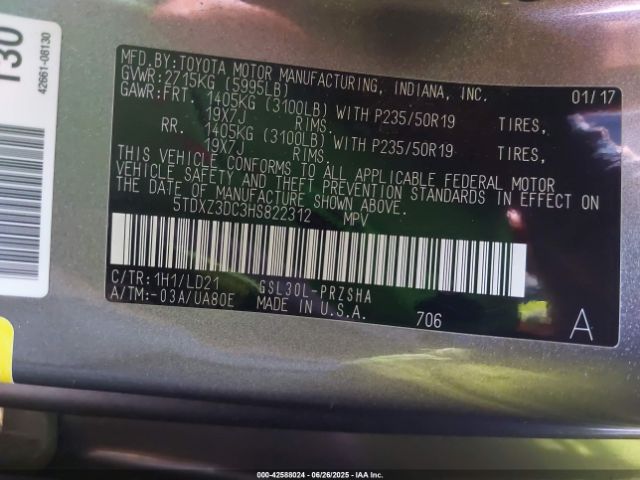 130
42661-08130
MFD.BY:TOYOTA MOTOR MANUFACTURING, INDIANA, INC. 01/17
GVWR:2715KG (5995LB)
GAWR:FRT. 1405KG (3100LB) WITH P235/50R19 TIRES,
19X7J RIMS.
RR. 1405KG (3100LB) WITH P235/50R19 TIRES,
19X7J RIMS.
THIS VEHICLE CONFORMS TO ALL APPLICABLE FEDERAL MOTOR
VEHICLE SAFETY AND THEFT PREVENTION STANDARDS IN EFFECT ON
THE DATE OF MANUFACTURE SHOWN ABOVE.
5TDXZ3DC3HS822312 MPV
C/TR:1H1/LD21 GSL30L-PRZSHA
A/TM:-03A/UA80E MADE IN U.S.A. 706 A
000-42588024 | 06/26/2025 | IAA Inc.